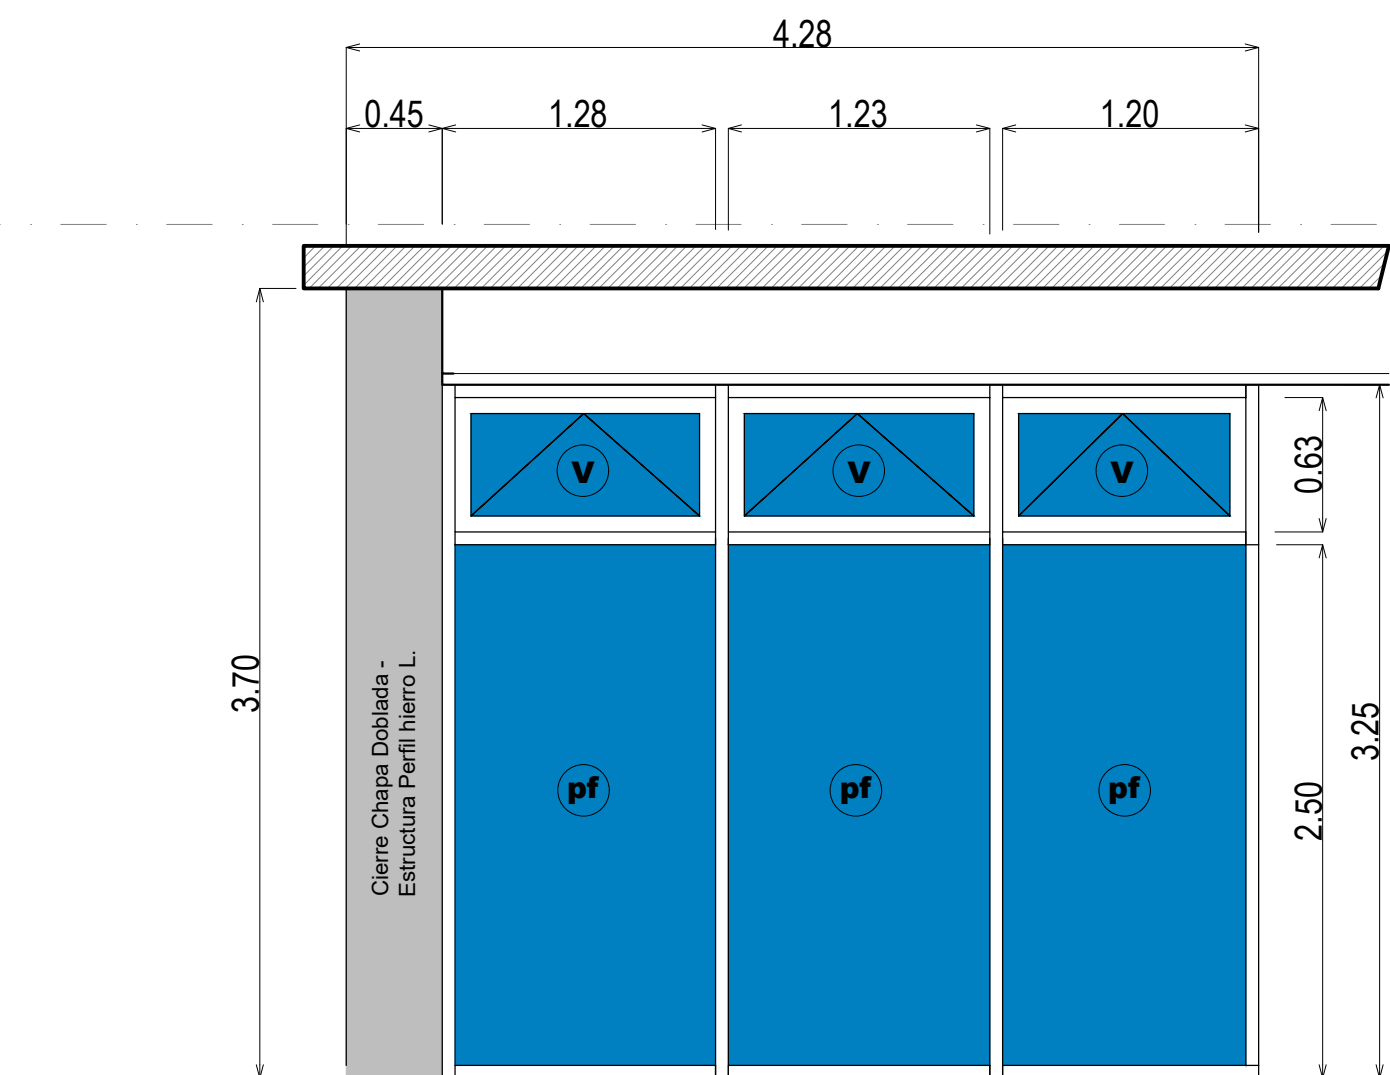 4.28
0.45
1.28
1.23
1.20
V
V
V
0.63
3.70
Cierre Chapa Doblada -
Estructura Perfil hierro L.
pf
pf
pf
2.50
3.25